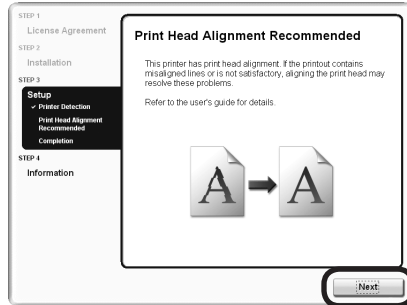 STEP 1
License Agreement
STEP 2
Installation
STEP 3
Setup
✓ Printer Detection
Print Head Alignment
Recommended
Completion
STEP 4
Information
Print Head Alignment Recommended
This printer has print head alignment. If the printout contains
misaligned lines or is not satisfactory, aligning the print head may
resolve these problems.
Refer to the user's guide for details.
A
A
Next